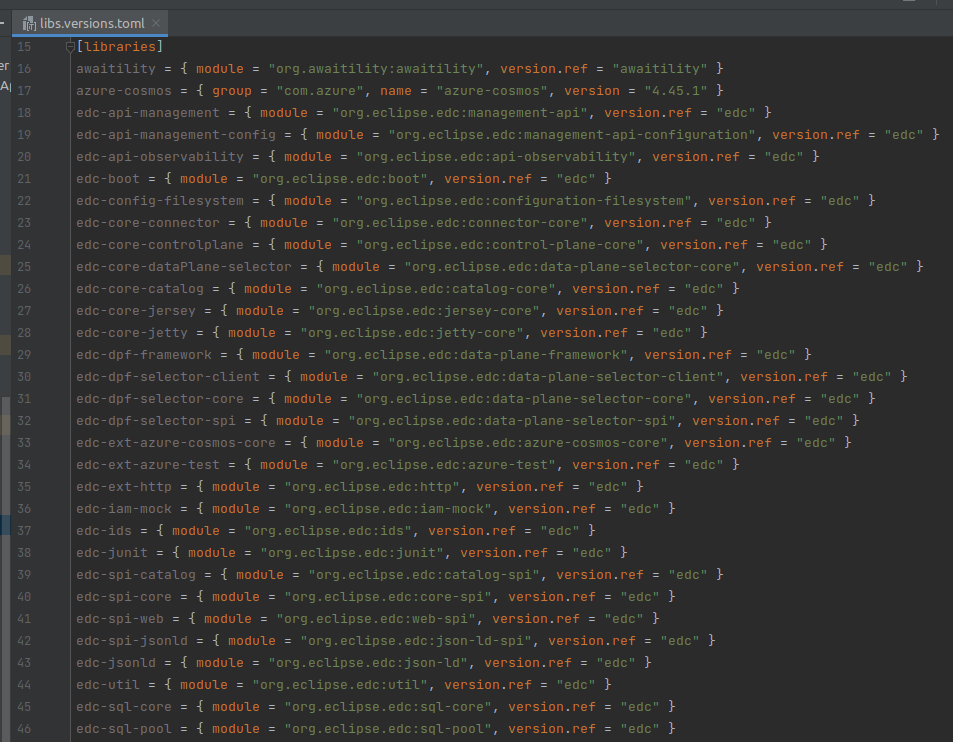 libs.versions.toml
15 [libraries]
16 awaitility = { module = "org.awaitility:awaitility", version.ref = "awaitility" }
17 azure-cosmos = { group = "com.azure", name = "azure-cosmos", version = "4.45.1" }
18 edc-api-management = { module = "org.eclipse.edc:management-api", version.ref = "edc" }
19 edc-api-management-config = { module = "org.eclipse.edc:management-api-configuration", version.ref = "edc" }
20 edc-api-observability = { module = "org.eclipse.edc:api-observability", version.ref = "edc" }
21 edc-boot = { module = "org.eclipse.edc:boot", version.ref = "edc" }
22 edc-config-filesystem = { module = "org.eclipse.edc:configuration-filesystem", version.ref = "edc" }
23 edc-core-connector = { module = "org.eclipse.edc:connector-core", version.ref = "edc" }
24 edc-core-controlplane = { module = "org.eclipse.edc:control-plane-core", version.ref = "edc" }
25 edc-core-dataPlane-selector = { module = "org.eclipse.edc:data-plane-selector-core", version.ref = "edc" }
26 edc-core-catalog = { module = "org.eclipse.edc:catalog-core", version.ref = "edc" }
27 edc-core-jersey = { module = "org.eclipse.edc:jersey-core", version.ref = "edc" }
28 edc-core-jetty = { module = "org.eclipse.edc:jetty-core", version.ref = "edc" }
29 edc-dpf-framework = { module = "org.eclipse.edc:data-plane-framework", version.ref = "edc" }
30 edc-dpf-selector-client = { module = "org.eclipse.edc:data-plane-selector-client", version.ref = "edc" }
31 edc-dpf-selector-core = { module = "org.eclipse.edc:data-plane-selector-core", version.ref = "edc" }
32 edc-dpf-selector-spi = { module = "org.eclipse.edc:data-plane-selector-spi", version.ref = "edc" }
33 edc-ext-azure-cosmos-core = { module = "org.eclipse.edc:azure-cosmos-core", version.ref = "edc" }
34 edc-ext-azure-test = { module = "org.eclipse.edc:azure-test", version.ref = "edc" }
35 edc-ext-http = { module = "org.eclipse.edc:http", version.ref = "edc" }
36 edc-iam-mock = { module = "org.eclipse.edc:iam-mock", version.ref = "edc" }
37 edc-ids = { module = "org.eclipse.edc:ids", version.ref = "edc" }
38 edc-junit = { module = "org.eclipse.edc:junit", version.ref = "edc" }
39 edc-spi-catalog = { module = "org.eclipse.edc:catalog-spi", version.ref = "edc" }
40 edc-spi-core = { module = "org.eclipse.edc:core-spi", version.ref = "edc" }
41 edc-spi-web = { module = "org.eclipse.edc:web-spi", version.ref = "edc" }
42 edc-spi-jsonld = { module = "org.eclipse.edc:json-ld-spi", version.ref = "edc" }
43 edc-jsonld = { module = "org.eclipse.edc:json-ld", version.ref = "edc" }
44 edc-util = { module = "org.eclipse.edc:util", version.ref = "edc" }
45 edc-sql-core = { module = "org.eclipse.edc:sql-core", version.ref = "edc" }
46 edc-sql-pool = { module = "org.eclipse.edc:sql-pool", version.ref = "edc" }